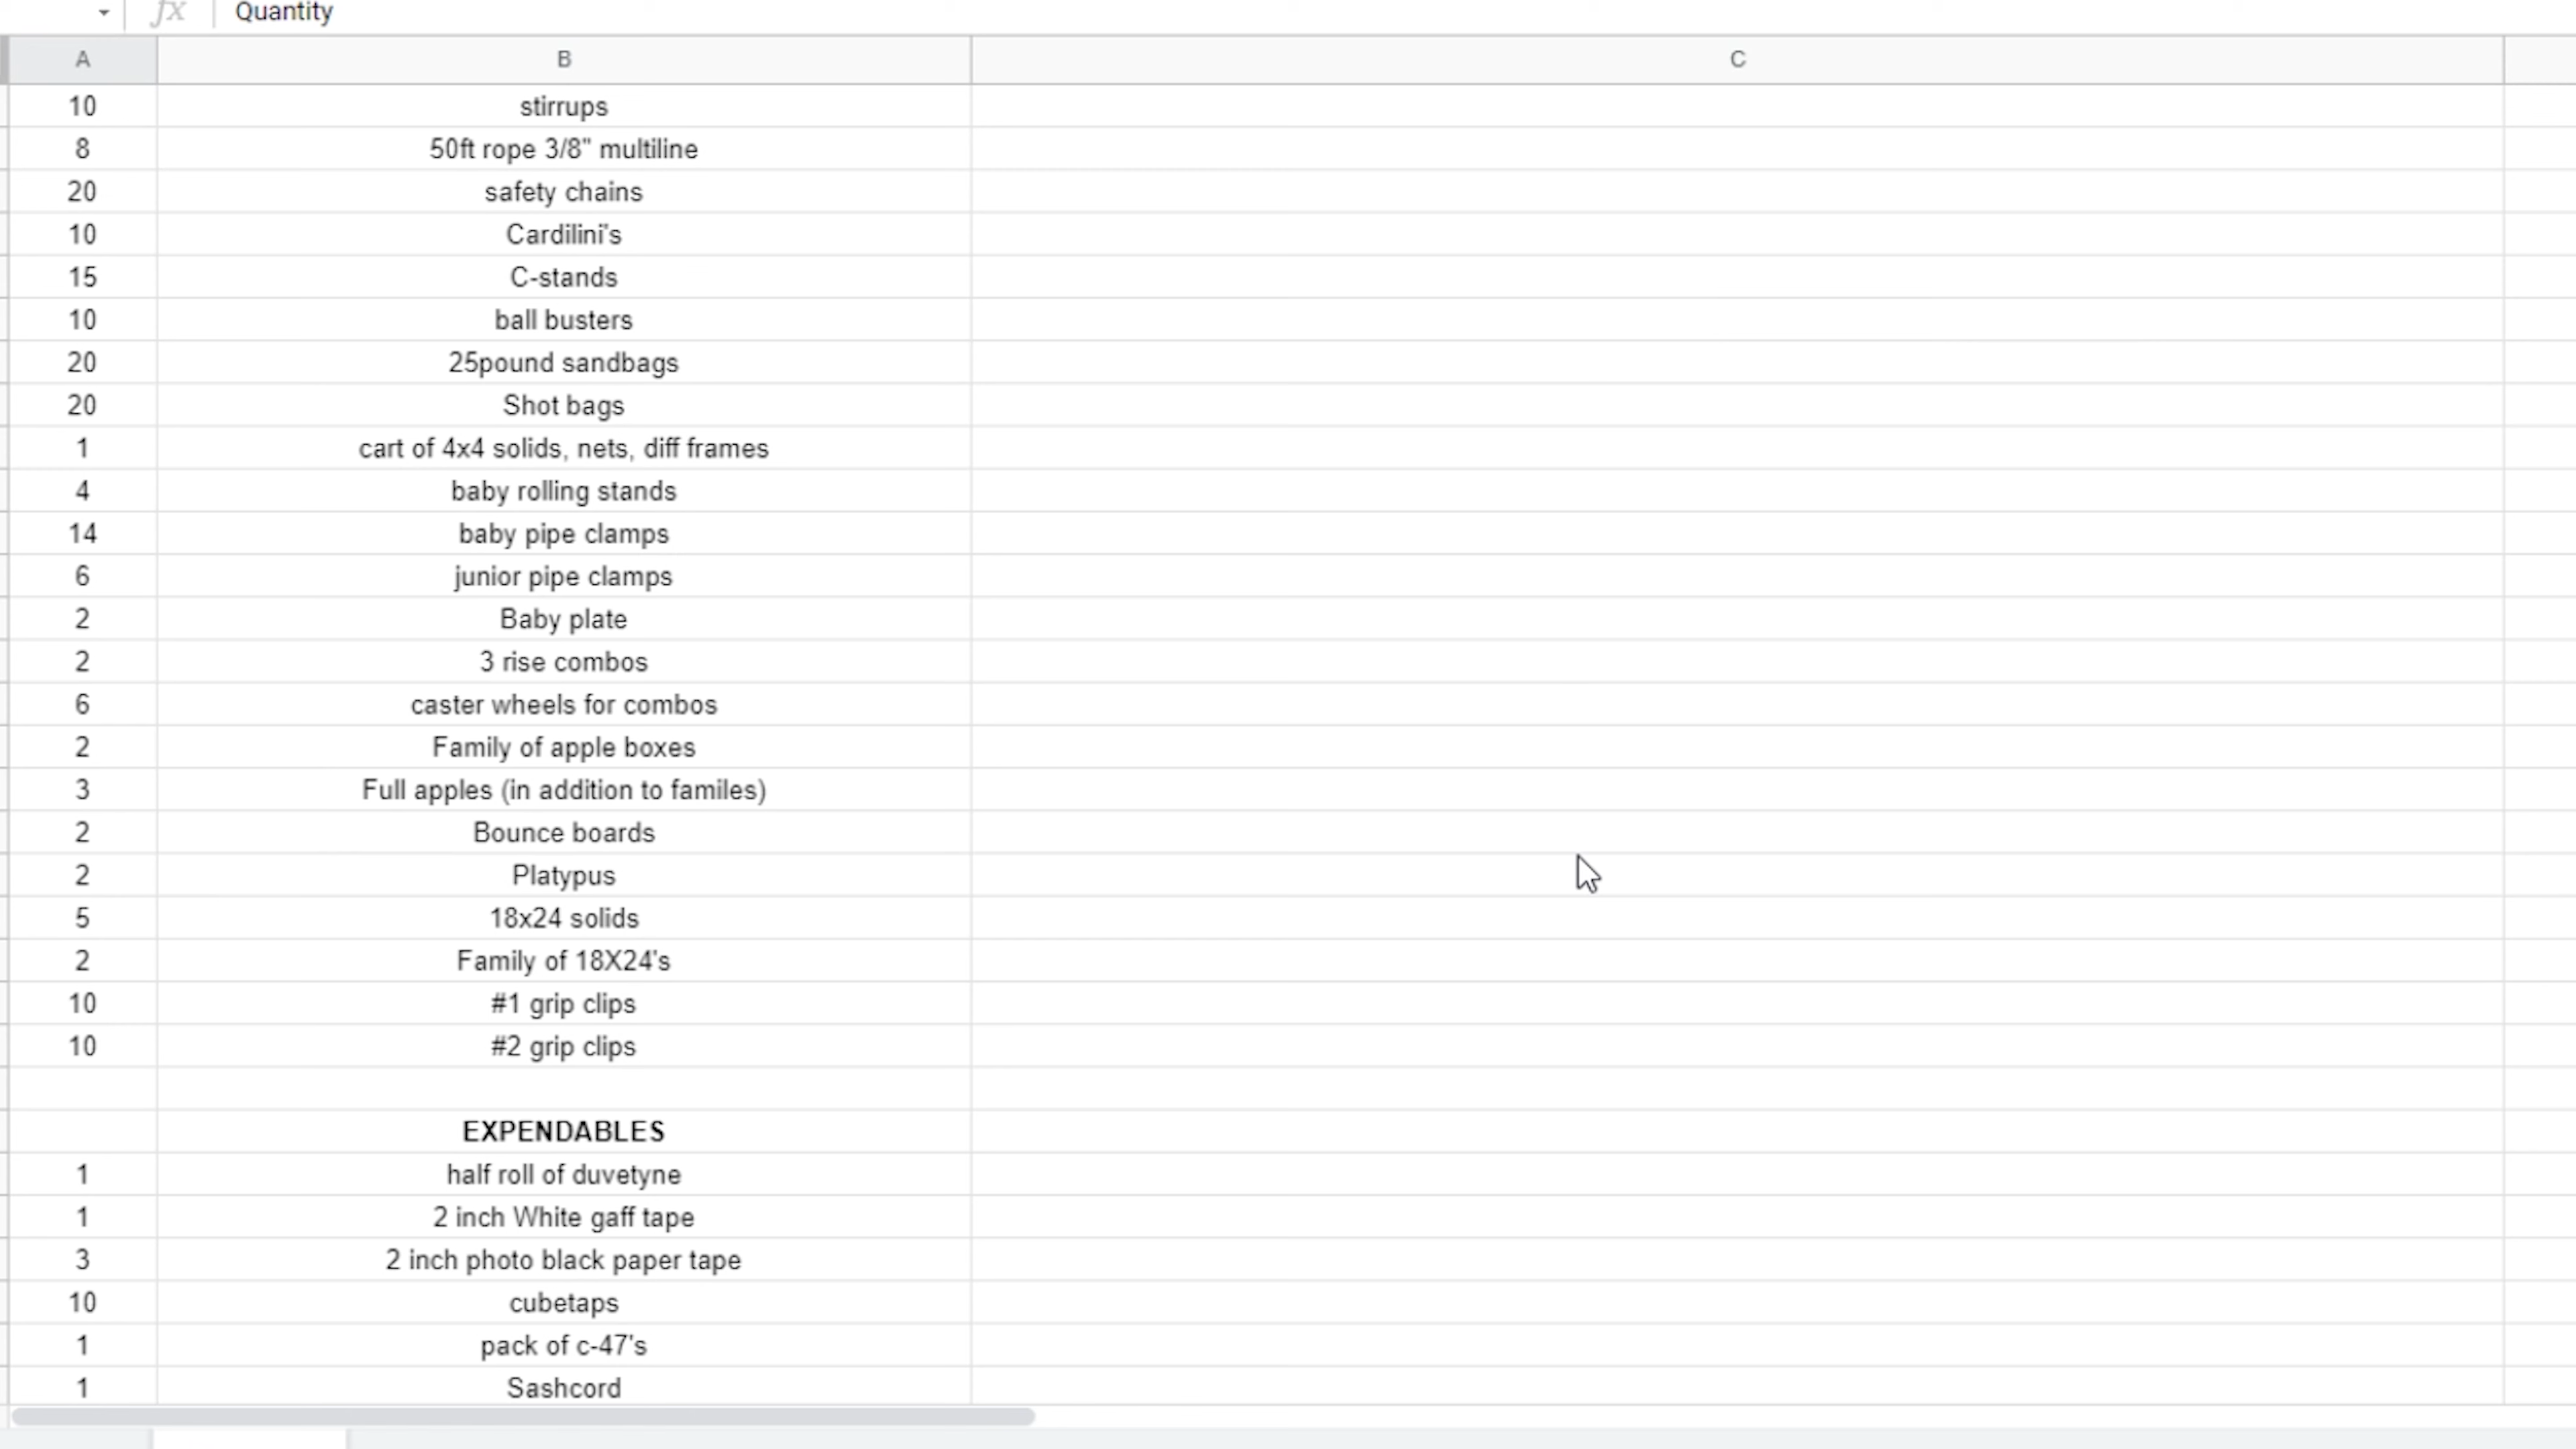 fx Quantity
A B C
10 stirrups
8 50ft rope 3/8" multiline
20 safety chains
10 Cardilini's
15 C-stands
10 ball busters
20 25pound sandbags
20 Shot bags
1 cart of 4x4 solids, nets, diff frames
4 baby rolling stands
14 baby pipe clamps
6 junior pipe clamps
2 Baby plate
2 3 rise combos
6 caster wheels for combos
2 Family of apple boxes
3 Full apples (in addition to familes)
2 Bounce boards
2 Platypus
5 18x24 solids
2 Family of 18X24's
10 #1 grip clips
10 #2 grip clips
EXPENDABLES
1 half roll of duvetyne
1 2 inch White gaff tape
3 2 inch photo black paper tape
10 cubetaps
1 pack of c-47's
1 Sashcord